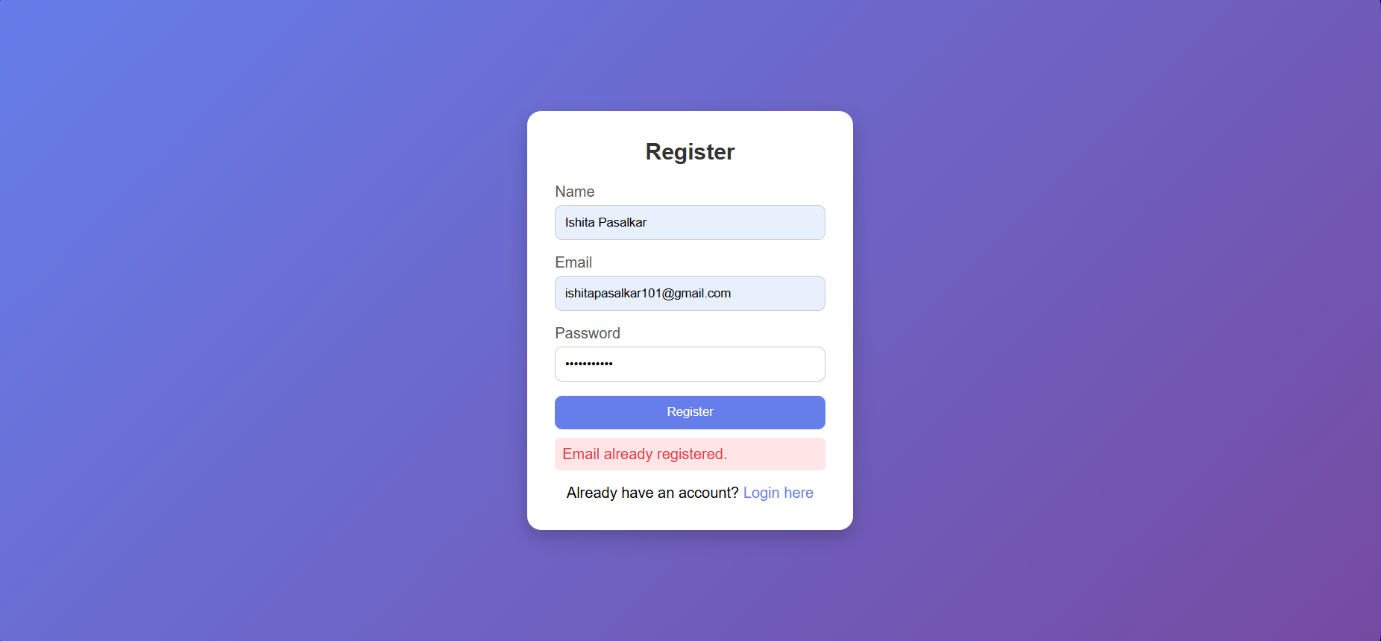 Register
Name
Ishita Pasalkar
Email
ishitapasalkar101@gmail.com
Password
•••••••••••
Register
Email already registered.
Already have an account? Login here